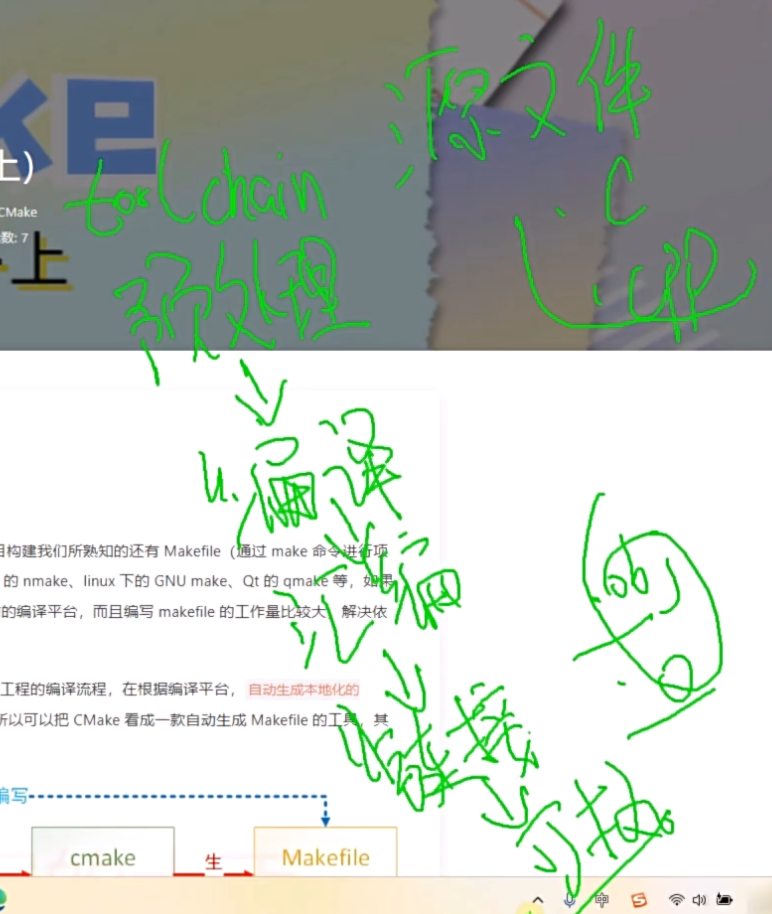 源文件
ke
上）
.C
toolchain
CMake
.cpp
数: 7
上
预处理
编译
目构建我们所熟知的还有 Makefile（通过 make 命令进行项
汇编
的 nmake、linux 下的 GNU make、Qt 的 qmake 等，如果
obj
的编译平台，而且编写 makefile 的工作量比较大，解决依
.o
工程的编译流程，在根据编译平台，自动生成本地化的
所以可以把 CMake 看成一款自动生成 Makefile 的工具，其
链接
编写
可执
cmake
生
Makefile
中